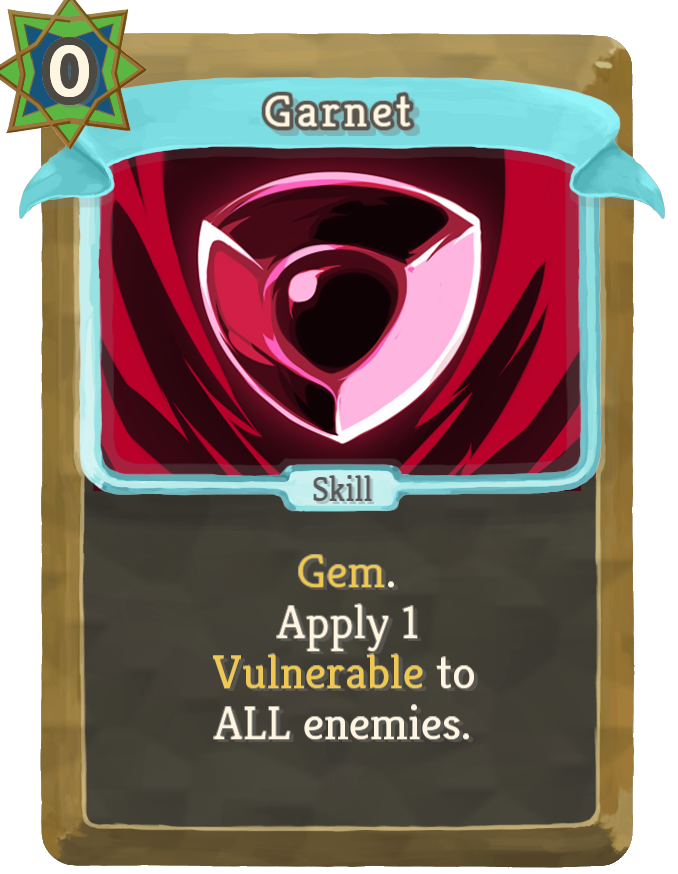 0
Garnet
Skill
Gem.
Apply 1
Vulnerable to
ALL enemies.